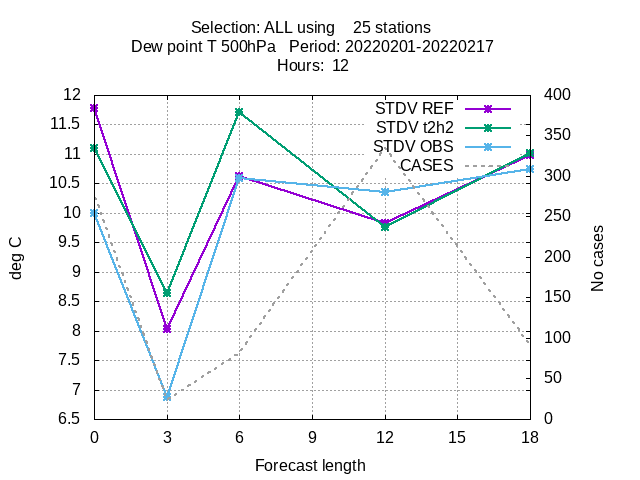 Selection: ALL using    25 stations
Dew point T 500hPa   Period: 20220201-20220217
Hours:  12
STDV REF
STDV t2h2
STDV OBS
CASES
12
11.5
11
10.5
10
9.5
9
8.5
8
7.5
7
6.5
deg C
400
350
300
250
200
150
100
50
0
No cases
0 3 6 9 12 15 18
Forecast length